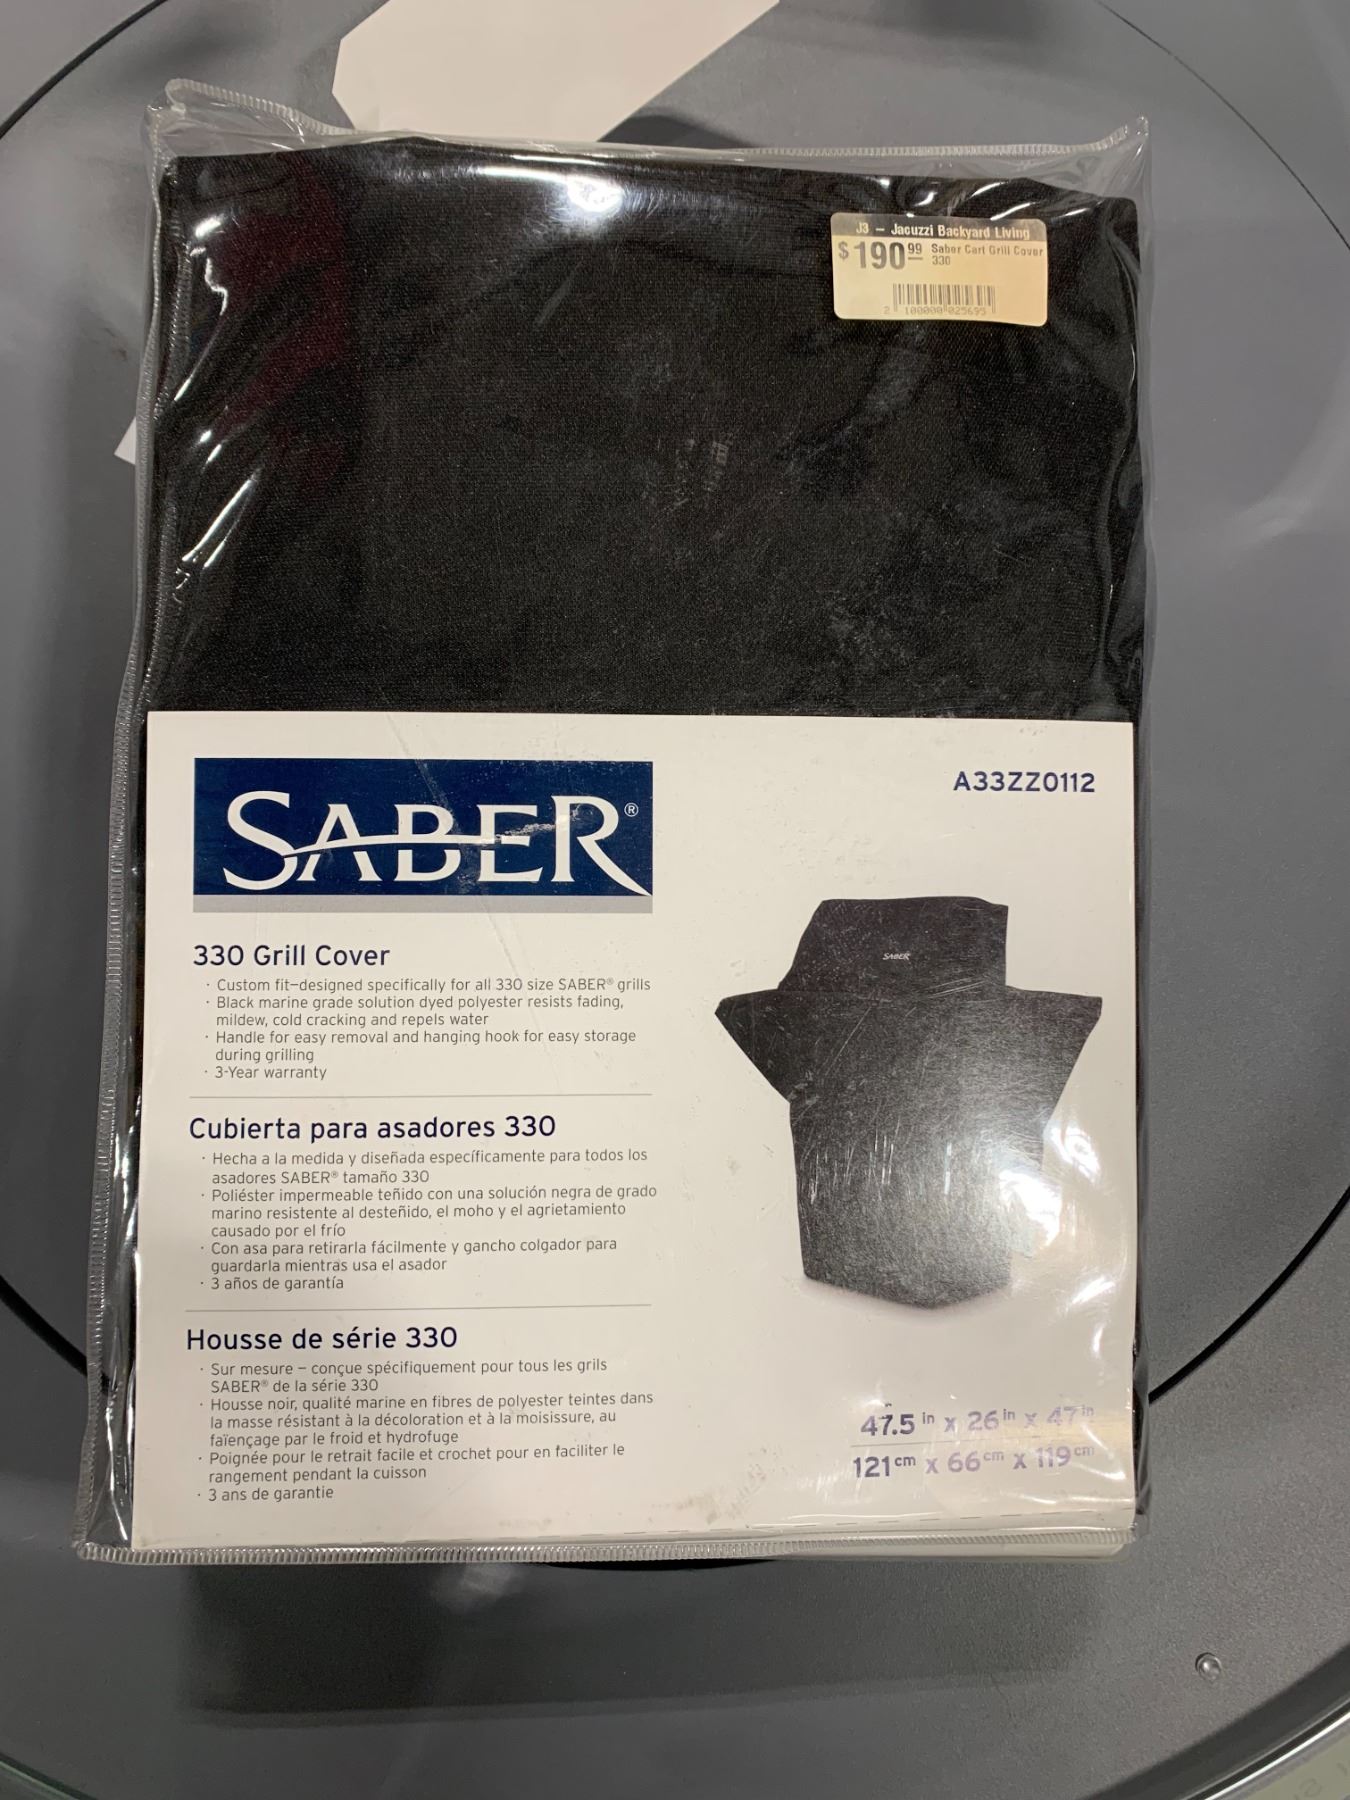 J3 - Jacuzzi Backyard Living
$190.99 Saber Cart Grill Cover
330
2 100000 025695
SABER®
A33ZZ0112
330 Grill Cover
· Custom fit–designed specifically for all 330 size SABER® grills
· Black marine grade solution dyed polyester resists fading,
mildew, cold cracking and repels water
· Handle for easy removal and hanging hook for easy storage
during grilling
· 3-Year warranty
SABER
Cubierta para asadores 330
· Hecha a la medida y diseñada específicamente para todos los
asadores SABER® tamaño 330
· Poliéster impermeable teñido con una solución negra de grado
marino resistente al desteñido, el moho y el agrietamiento
causado por el frío
· Con asa para retirarla fácilmente y gancho colgador para
guardarla mientras usa el asador
· 3 años de garantía
Housse de série 330
· Sur mesure – conçue spécifiquement pour tous les grils
SABER® de la série 330
· Housse noir, qualité marine en fibres de polyester teintes dans
la masse résistant à la décoloration et à la moisissure, au
faïençage par le froid et hydrofuge
· Poignée pour le retrait facile et crochet pour en faciliter le
rangement pendant la cuisson
· 3 ans de garantie
47.5 in x 26 in x 47 in
121 cm x 66 cm x 119 cm